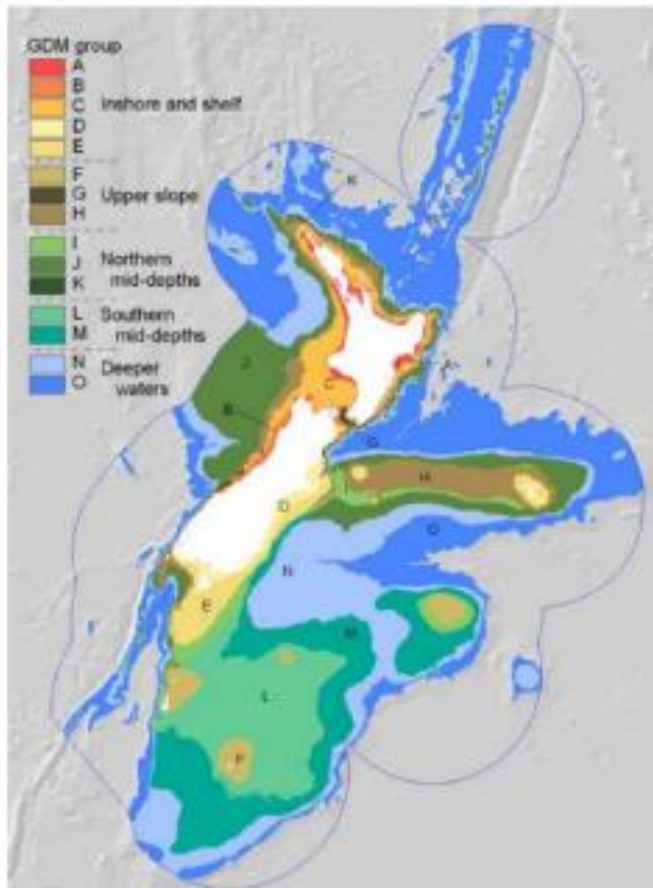 GDM group
A
B
C Inshore and shelf
D
E
F
G Upper slope
H
I
J Northern
K mid-depths
L Southern
M mid-depths
N Deeper
O waters
K
J
C
A
B
G
H
D
O
N
E
M
L
F